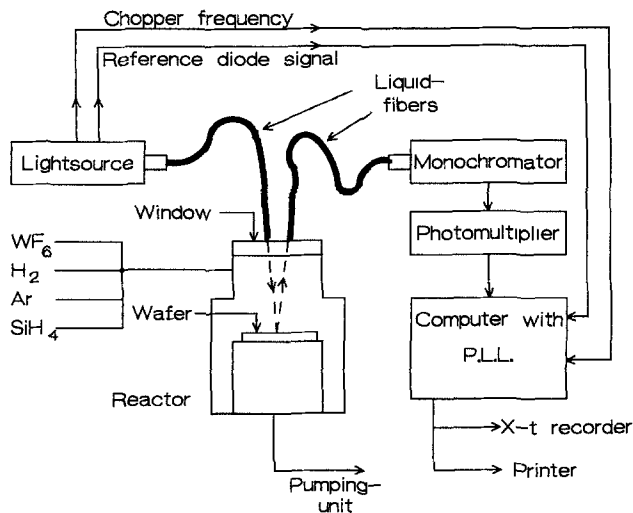 Chopper frequency
Reference diode signal
Liquid-
fibers
Lightsource
Monochromator
Window
Photomultiplier
WF6
H2
Ar
SiH4
Wafer
Computer with
P.L.L.
Reactor
X-t recorder
Printer
Pumping-
unit